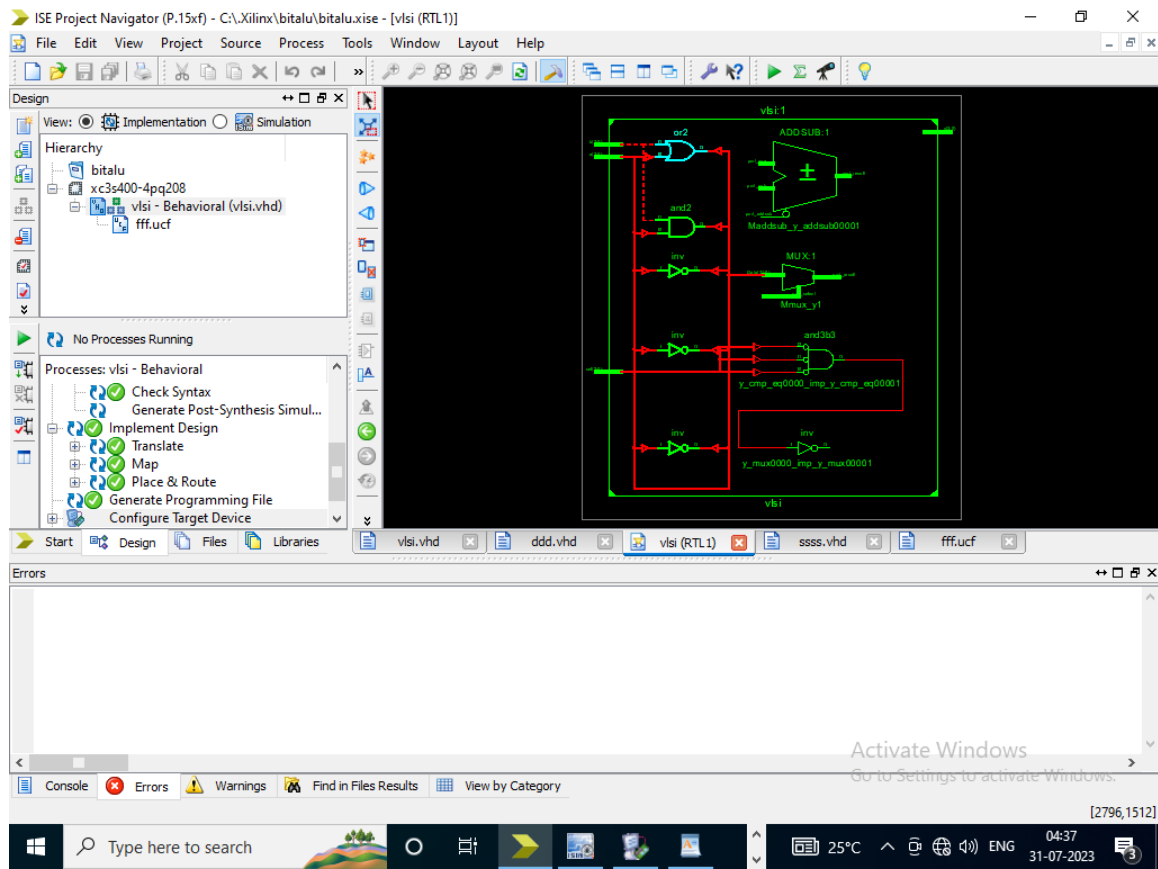 ISE Project Navigator (P.15xf) - C:\.Xilinx\bitalu\bitalu.xise - [vlsi (RTL1)]
File Edit View Project Source Process Tools Window Layout Help
Design
View: Implementation Simulation
Hierarchy
bitalu
xc3s400-4pq208
vlsi - Behavioral (vlsi.vhd)
fff.ucf
No Processes Running
Processes: vlsi - Behavioral
Check Syntax
Generate Post-Synthesis Simul...
Implement Design
Translate
Map
Place & Route
Generate Programming File
Configure Target Device
Start Design Files Libraries
vlsi:1
or2
ADDSUB:1
and2
Maddsub_y_addsub00001
inv
MUX:1
Mmux_y1
inv
and3b3
y_cmp_eq0000_imp_y_cmp_eq00001
inv
inv
y_mux0000_imp_y_mux00001
vlsi
vlsi.vhd ddd.vhd vlsi (RTL1) ssss.vhd fff.ucf
Errors
Activate Windows
Go to Settings to activate Windows.
Console Errors Warnings Find in Files Results View by Category
[2796,1512]
Type here to search
25°C
ENG
04:37
31-07-2023
3